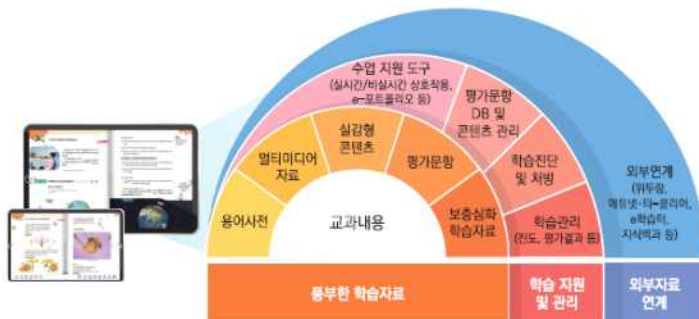 수업 지원 도구
(실시간/비실시간 상호작용,
e-포트폴리오 등)
평가문항
DB 및
콘텐츠 관리
학습진단
및 처방
학습관리
(진도, 평가결과 등)
외부연계
(위두랑,
에듀넷·티-클리어,
e학습터,
지식백과 등)
용어사전
멀티미디어
자료
실감형
콘텐츠
평가문항
보충심화
학습자료
교과내용
풍부한 학습자료
학습 지원
및 관리
외부자료
연계